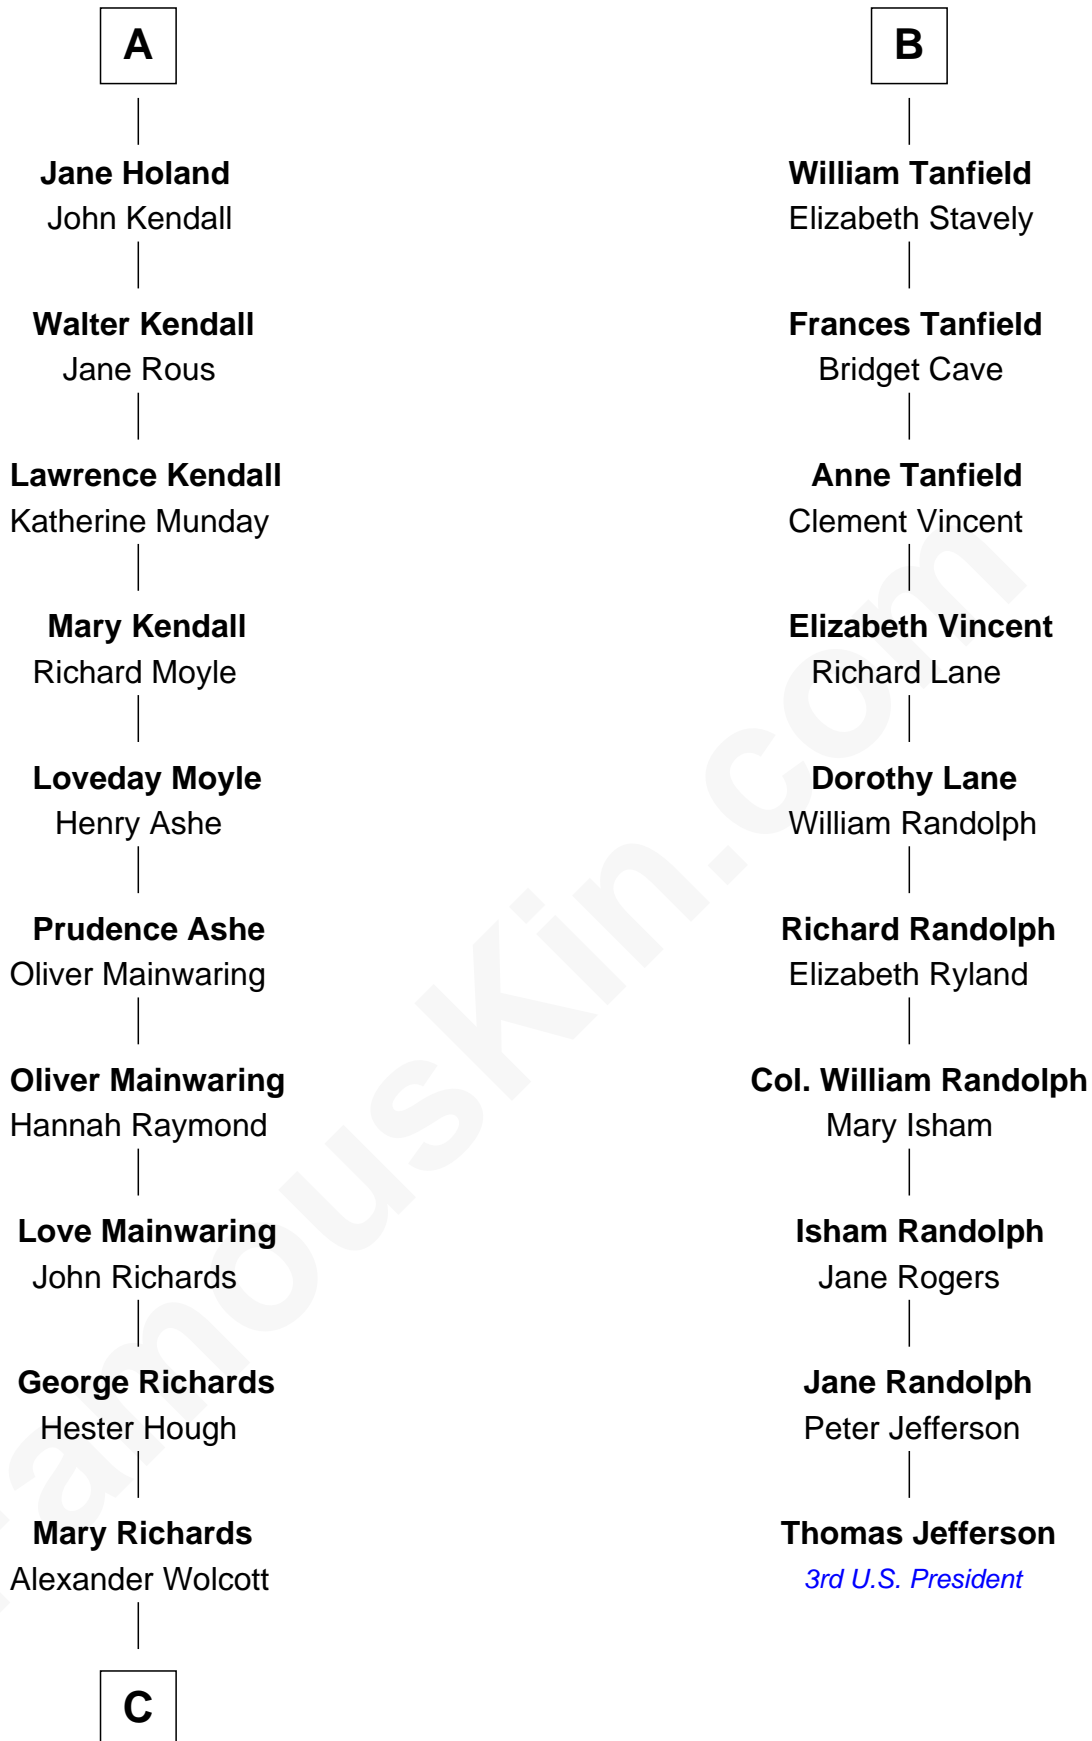 A
Jane Holand
John Kendall
Walter Kendall
Jane Rous
Lawrence Kendall
Katherine Munday
Mary Kendall
Richard Moyle
Loveday Moyle
Henry Ashe
Prudence Ashe
Oliver Mainwaring
Oliver Mainwaring
Hannah Raymond
Love Mainwaring
John Richards
George Richards
Hester Hough
Mary Richards
Alexander Wolcott
C
B
William Tanfield
Elizabeth Stavely
Frances Tanfield
Bridget Cave
Anne Tanfield
Clement Vincent
Elizabeth Vincent
Richard Lane
Dorothy Lane
William Randolph
Richard Randolph
Elizabeth Ryland
Col. William Randolph
Mary Isham
Isham Randolph
Jane Rogers
Jane Randolph
Peter Jefferson
Thomas Jefferson
3rd U.S. President
FamousKin.com